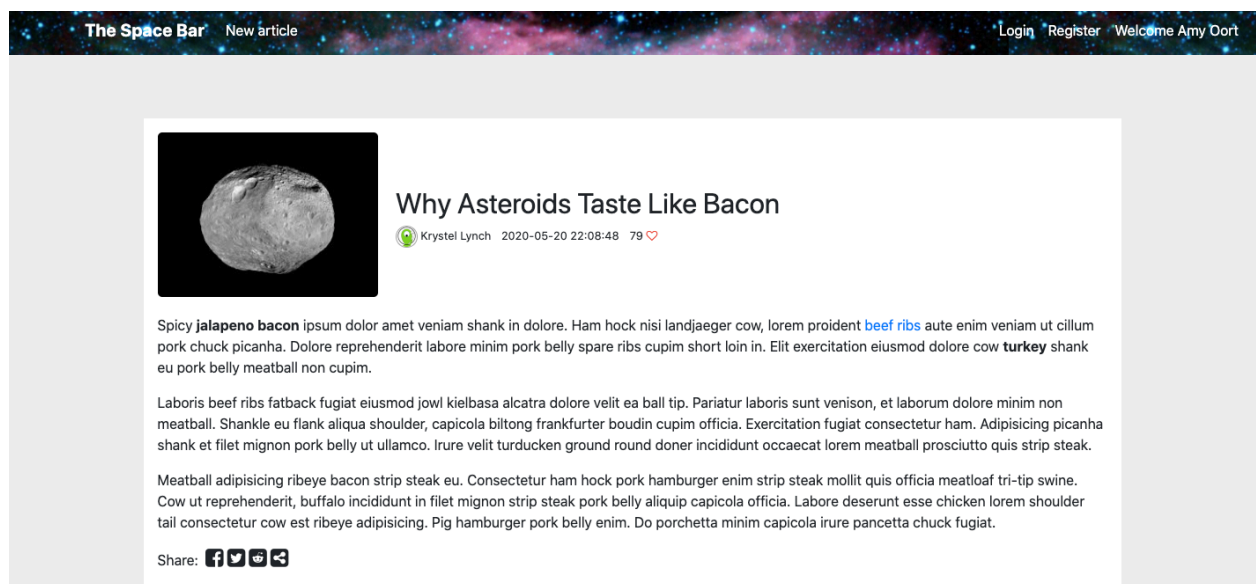 The Space Bar New article Login Register Welcome Amy Oort
Why Asteroids Taste Like Bacon
Krystel Lynch 2020-05-20 22:08:48 79
Spicy jalapeno bacon ipsum dolor amet veniam shank in dolore. Ham hock nisi landjaeger cow, lorem proident beef ribs aute enim veniam ut cillum
pork chuck picanha. Dolore reprehenderit labore minim pork belly spare ribs cupim short loin in. Elit exercitation eiusmod dolore cow turkey shank
eu pork belly meatball non cupim.
Laboris beef ribs fatback fugiat eiusmod jowl kielbasa alcatra dolore velit ea ball tip. Pariatur laboris sunt venison, et laborum dolore minim non
meatball. Shankle eu flank aliqua shoulder, capicola biltong frankfurter boudin cupim officia. Exercitation fugiat consectetur ham. Adipisicing picanha
shank et filet mignon pork belly ut ullamco. Irure velit turducken ground round doner incididunt occaecat lorem meatball prosciutto quis strip steak.
Meatball adipisicing ribeye bacon strip steak eu. Consectetur ham hock pork hamburger enim strip steak mollit quis officia meatloaf tri-tip swine.
Cow ut reprehenderit, buffalo incididunt in filet mignon strip steak pork belly aliquip capicola officia. Labore deserunt esse chicken lorem shoulder
tail consectetur cow est ribeye adipisicing. Pig hamburger pork belly enim. Do porchetta minim capicola irure pancetta chuck fugiat.
Share: